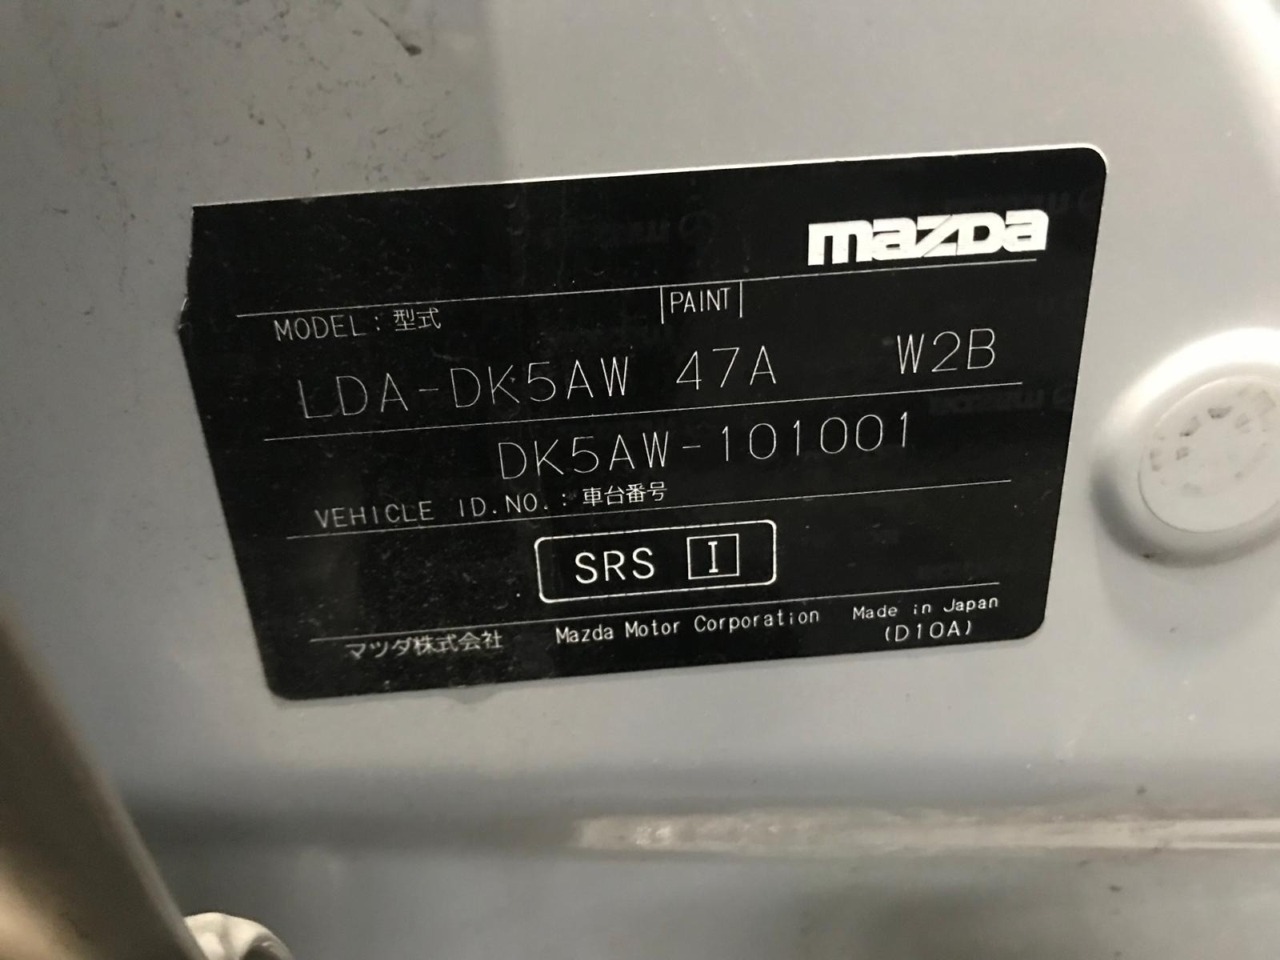 mazda
MODEL: 型式 PAINT
LDA-DK5AW 47A W2B
DK5AW-101001
VEHICLE ID.NO.: 車台番号
SRS I
マツダ株式会社 Mazda Motor Corporation Made in Japan
(D10A)